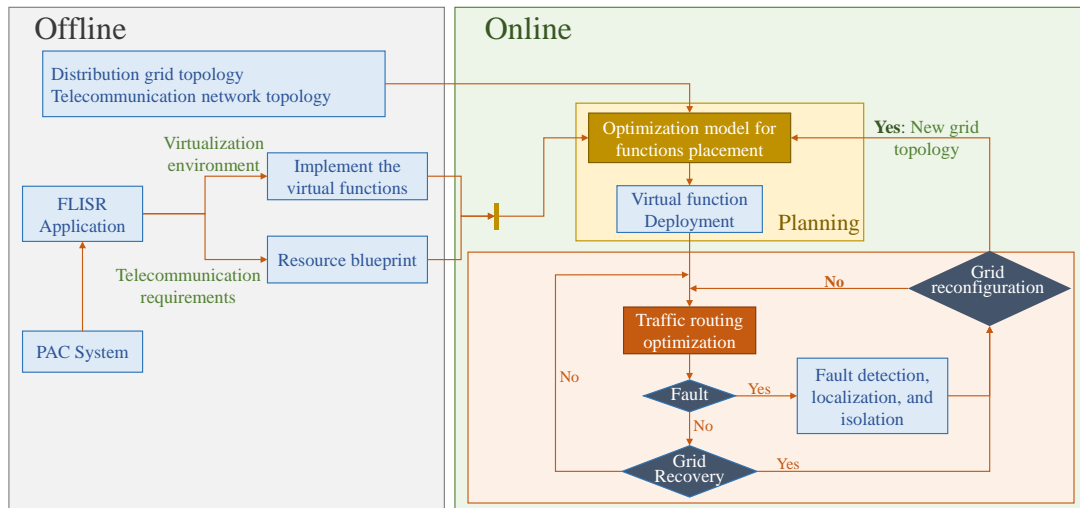 Offline
Distribution grid topology
Telecommunication network topology
Virtualization
environment
Implement the
virtual functions
FLISR
Application
Telecommunication
requirements
Resource blueprint
PAC System
Online
Optimization model for
functions placement
Yes: New grid
topology
Virtual function
Deployment
Planning
Grid
reconfiguration
No
Traffic routing
optimization
No
Fault
Yes
Fault detection,
localization, and
isolation
No
Grid
Recovery
Yes